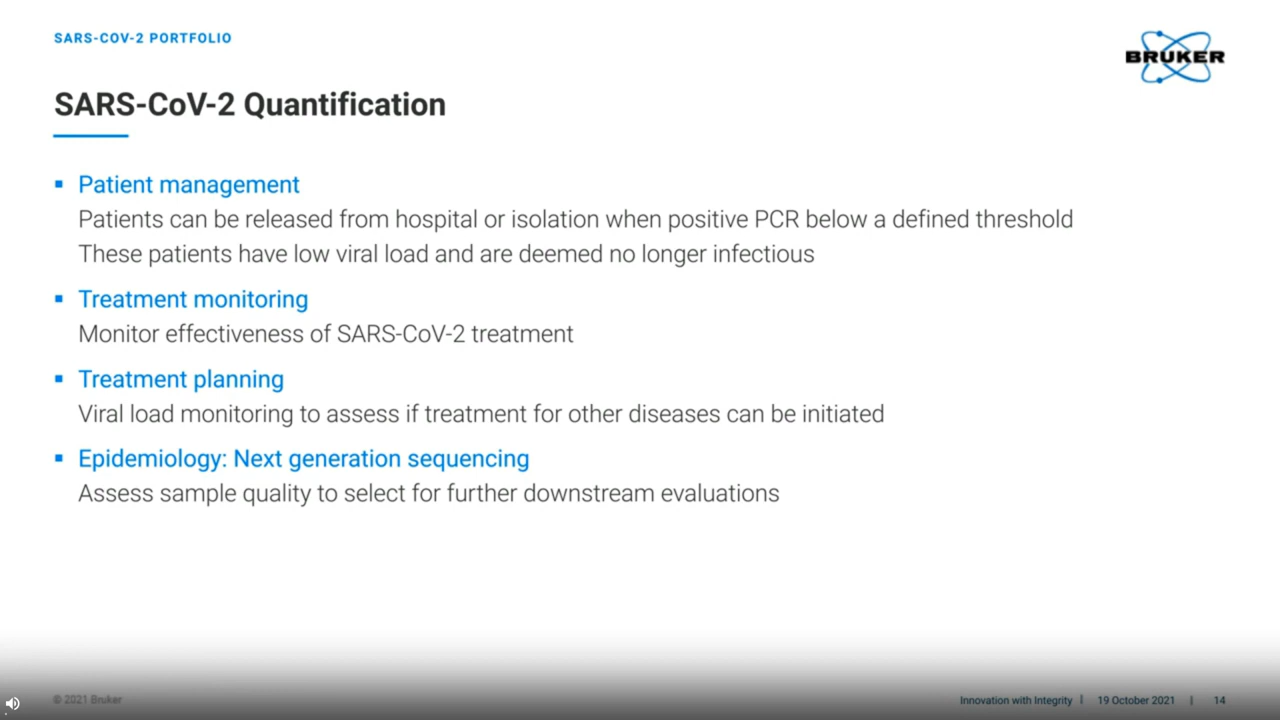 SARS-COV-2 PORTFOLIO
BRUKER
SARS-CoV-2 Quantification
▪ Patient management
Patients can be released from hospital or isolation when positive PCR below a defined threshold
These patients have low viral load and are deemed no longer infectious
▪ Treatment monitoring
Monitor effectiveness of SARS-CoV-2 treatment
▪ Treatment planning
Viral load monitoring to assess if treatment for other diseases can be initiated
▪ Epidemiology: Next generation sequencing
Assess sample quality to select for further downstream evaluations
© 2021 Bruker
Innovation with Integrity | 19 October 2021 | 14